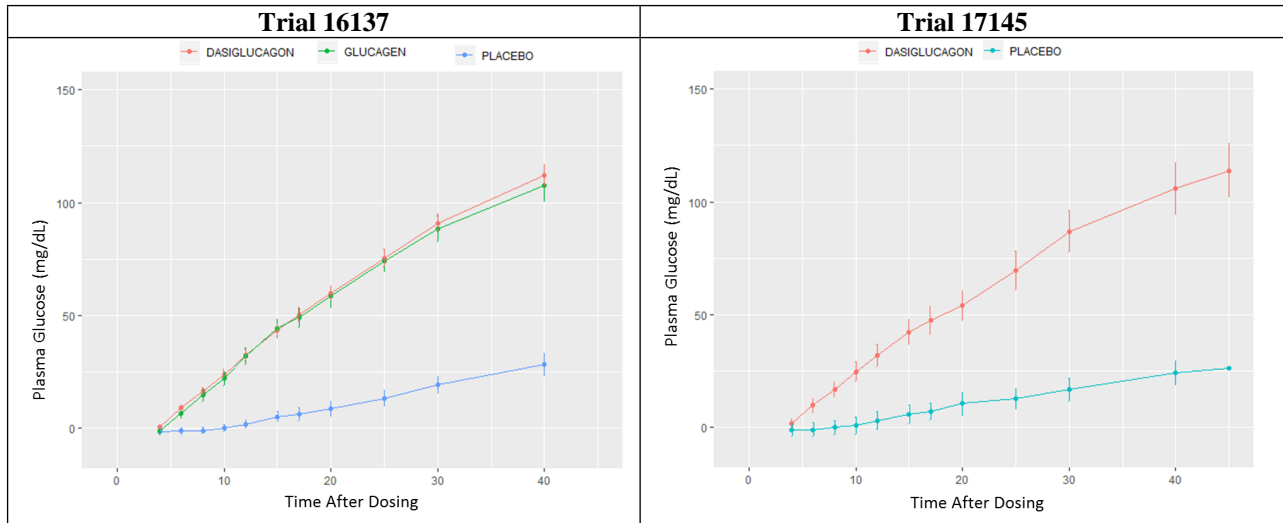 Trial 16137
Trial 17145
DASIGLUCAGON GLUCAGEN PLACEBO
DASIGLUCAGON PLACEBO
Plasma Glucose (mg/dL)
150
100
50
0
0 10 20 30 40
Time After Dosing
Plasma Glucose (mg/dL)
150
100
50
0
0 10 20 30 40
Time After Dosing